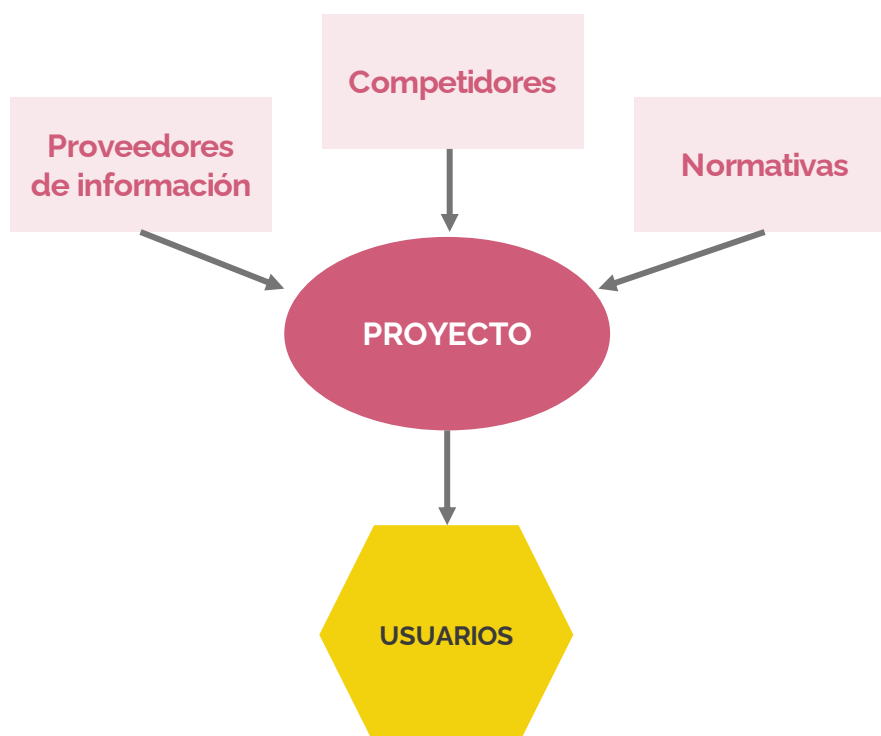 Competidores
Proveedores
de información
Normativas
PROYECTO
USUARIOS